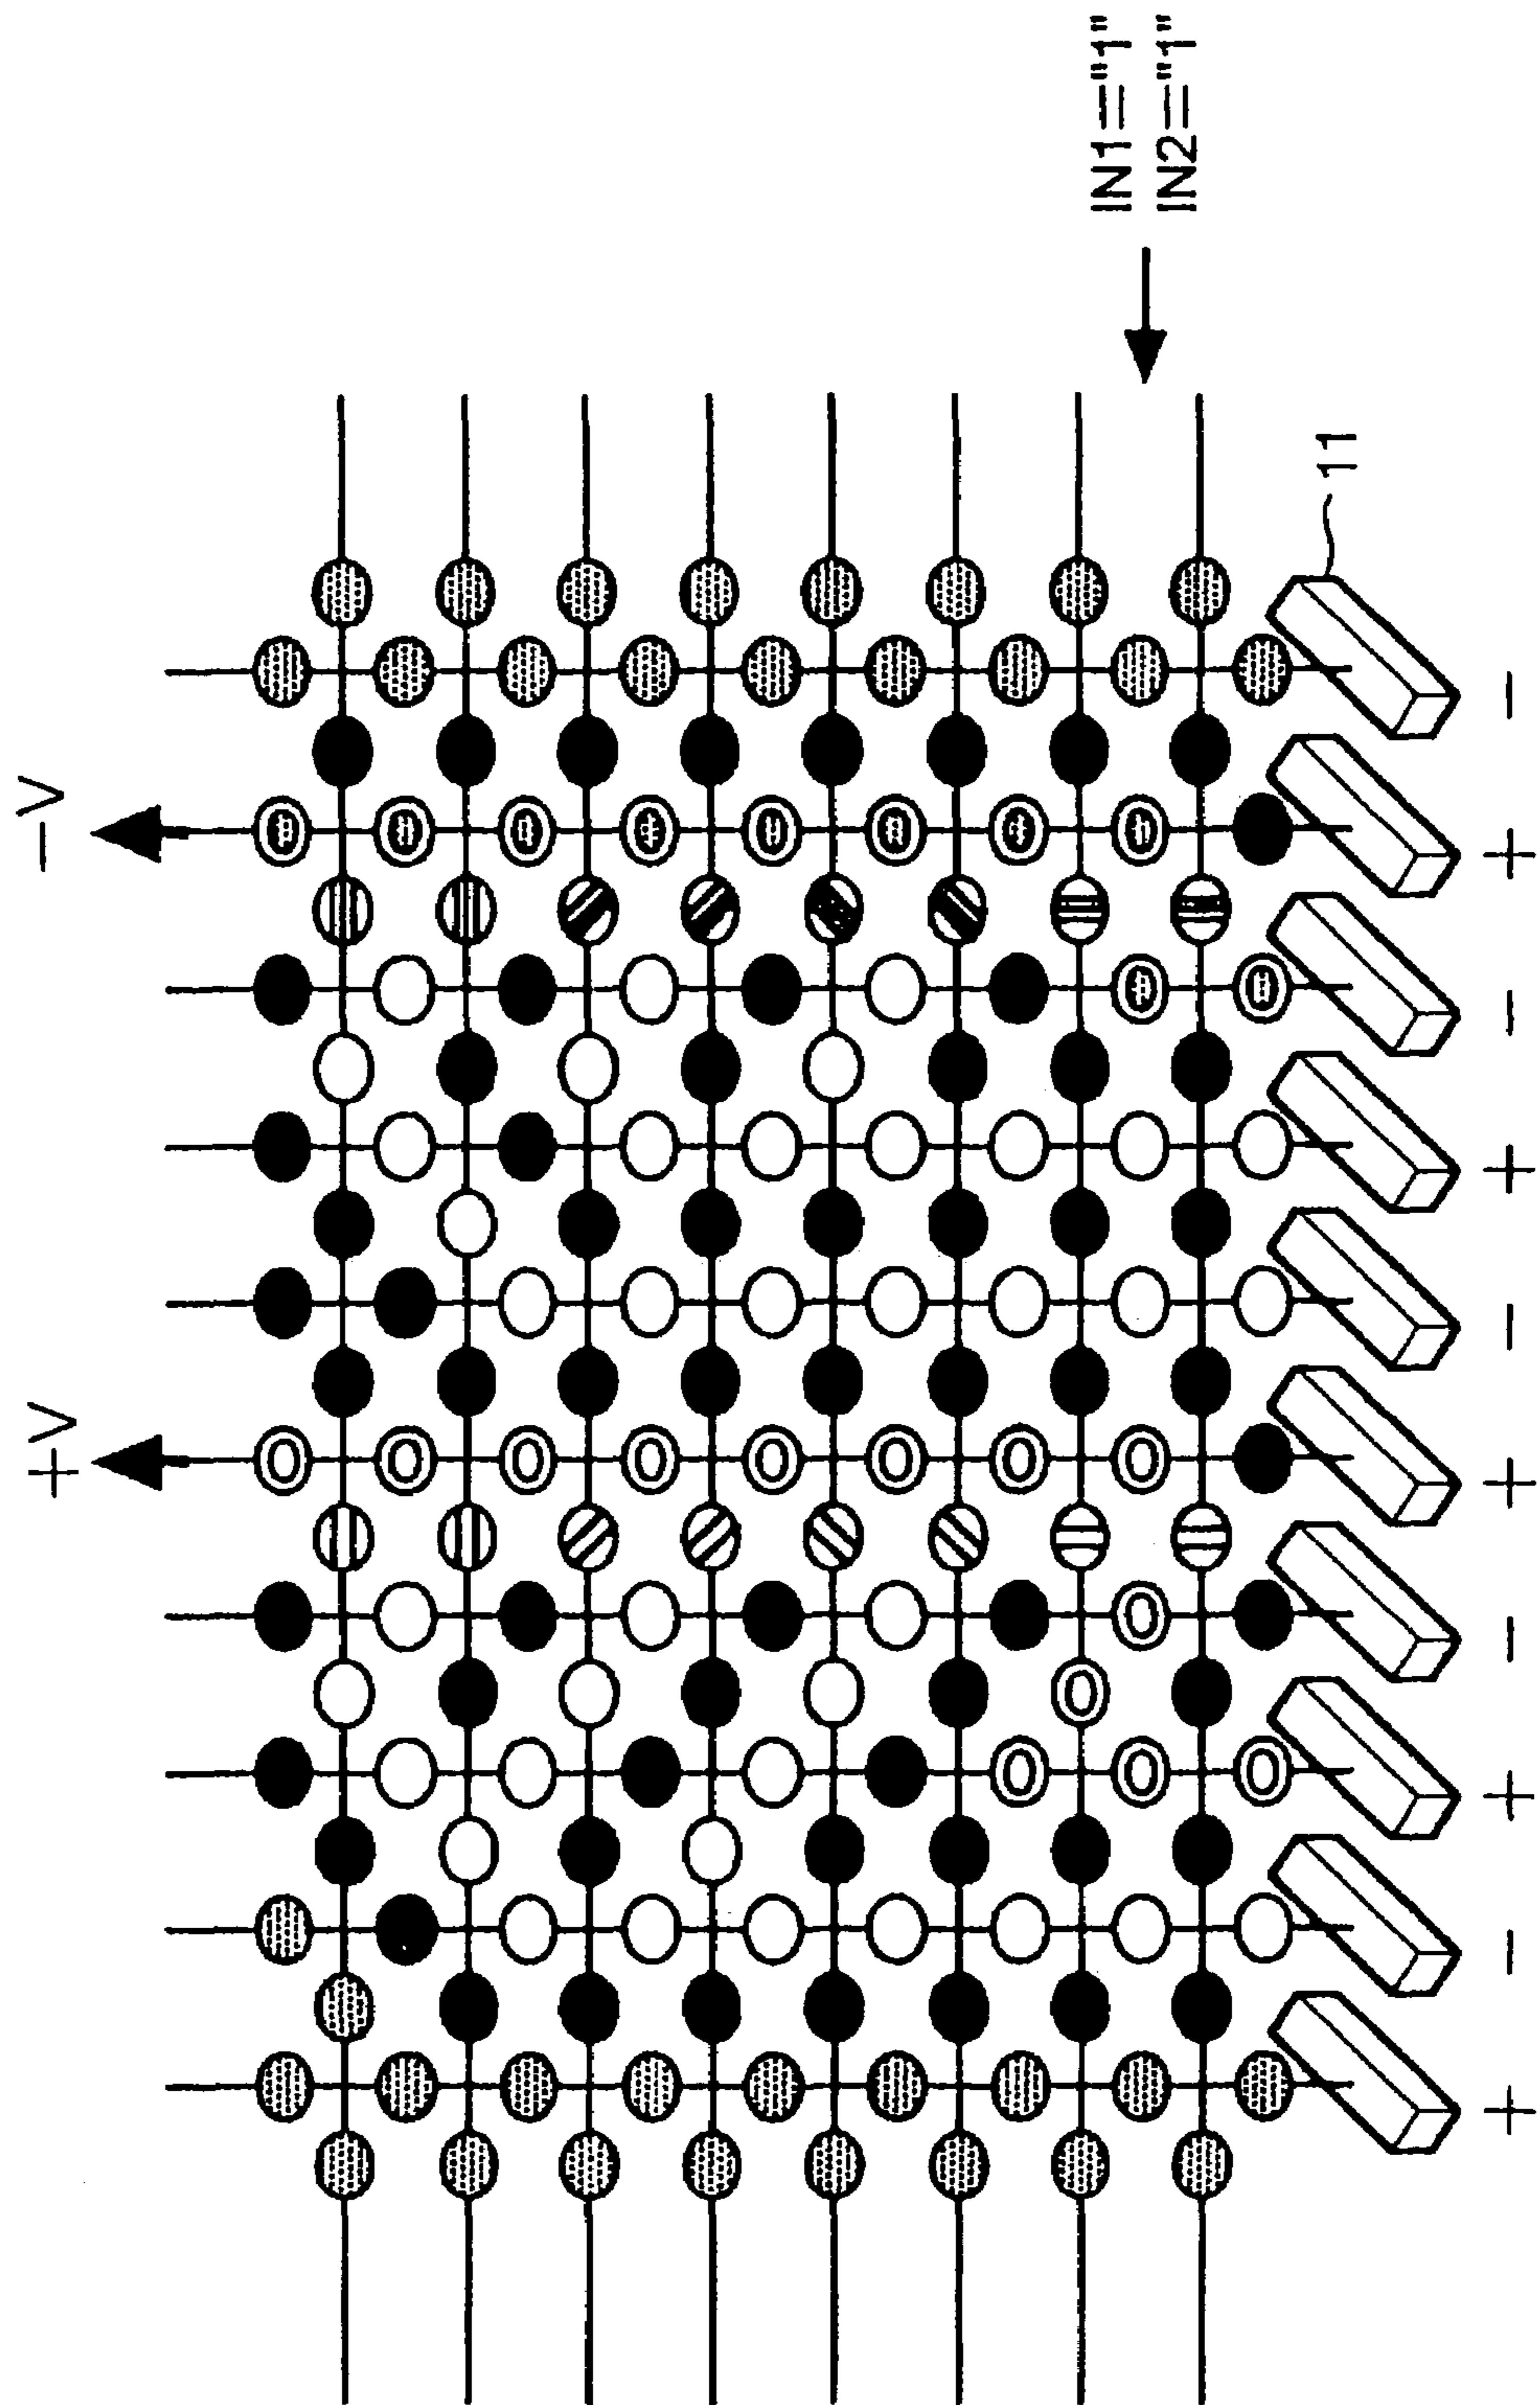 +V
−V
IN1="1"
IN2="1"
11
+ − + − + − + − + −